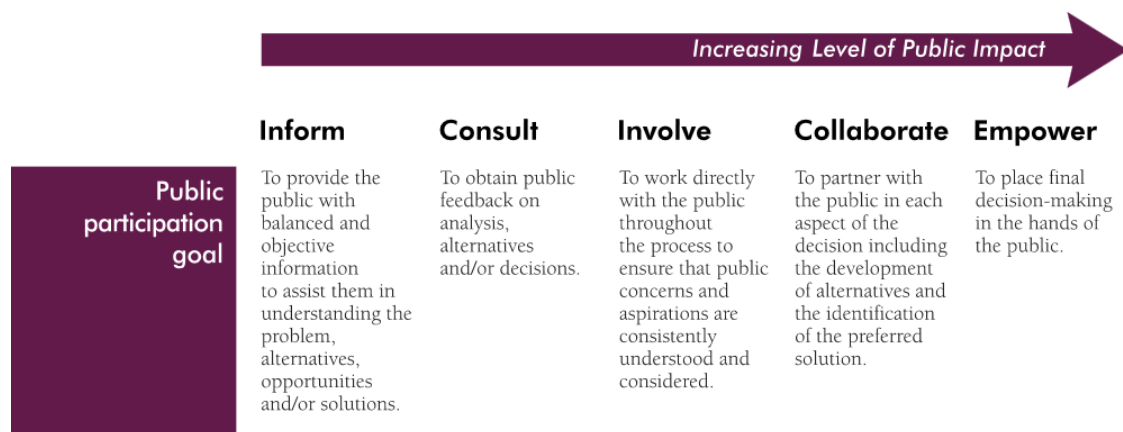 Increasing Level of Public Impact
Inform
Consult
Involve
Collaborate
Empower
Public
participation
goal
To provide the
public with
balanced and
objective
information
to assist them in
understanding the
problem,
alternatives,
opportunities
and/or solutions.
To obtain public
feedback on
analysis,
alternatives
and/or decisions.
To work directly
with the public
throughout
the process to
ensure that public
concerns and
aspirations are
consistently
understood and
considered.
To partner with
the public in each
aspect of the
decision including
the development
of alternatives and
the identification
of the preferred
solution.
To place final
decision-making
in the hands of
the public.